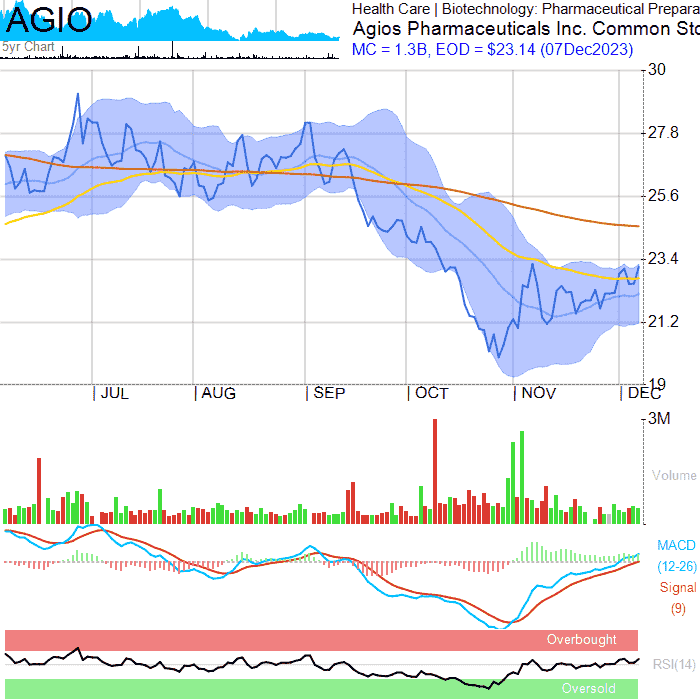 AGIO
5yr Chart
Health Care | Biotechnology: Pharmaceutical Prepara
Agios Pharmaceuticals Inc. Common Sto
MC = 1.3B, EOD = $23.14 (07Dec2023)
30
27.8
25.6
23.4
21.2
19
JUL AUG SEP OCT NOV DEC
3M
Volume
MACD
(12-26)
Signal
(9)
Overbought
RSI(14)
Oversold